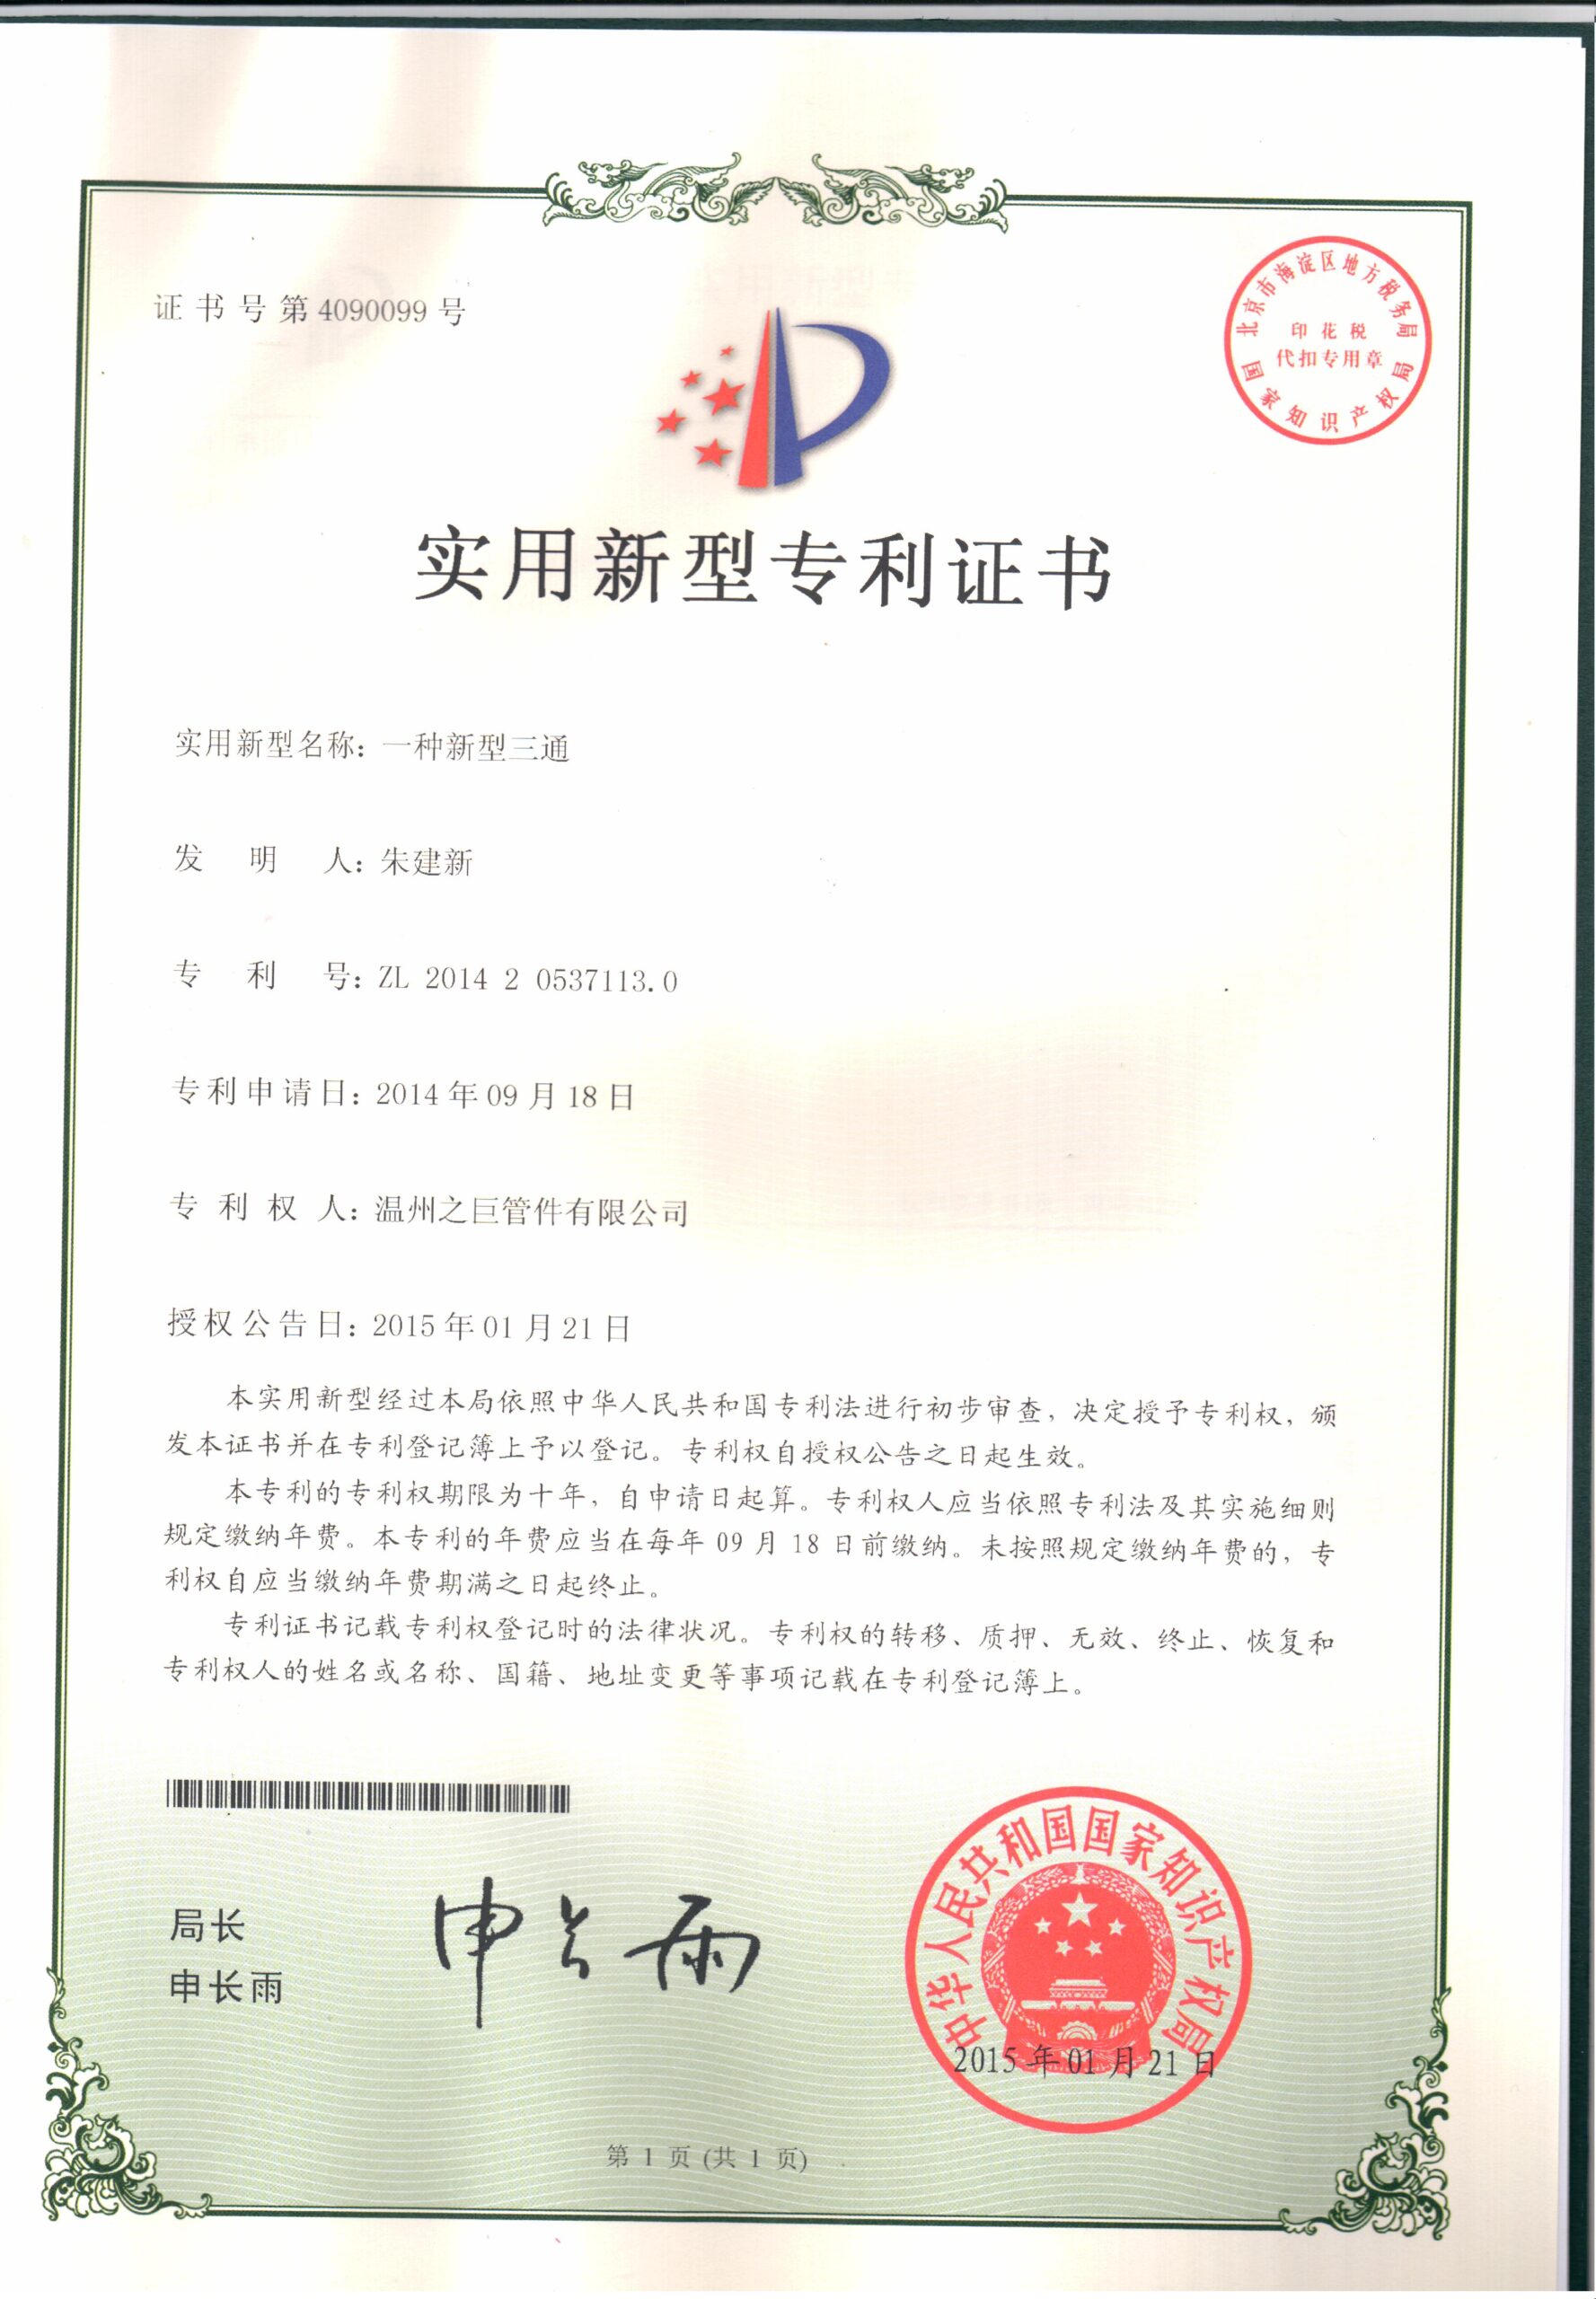 证书号第4090099号
北京市海淀区地方税务局
印花税
代扣专用章
国家知识产权局
实用新型专利证书
实用新型名称：一种新型三通
发明人：朱建新
专利号：ZL 2014 2 0537113.0
专利申请日：2014年09月18日
专利权人：温州之巨管件有限公司
授权公告日：2015年01月21日
本实用新型经过本局依照中华人民共和国专利法进行初步审查，决定授予专利权，颁
发本证书并在专利登记簿上予以登记。专利权自授权公告之日起生效。
本专利的专利权期限为十年，自申请日起算。专利权人应当依照专利法及其实施细则
规定缴纳年费。本专利的年费应当在每年09月18日前缴纳。未按照规定缴纳年费的，专
利权自应当缴纳年费期满之日起终止。
专利证书记载专利权登记时的法律状况。专利权的转移、质押、无效、终止、恢复和
专利权人的姓名或名称、国籍、地址变更等事项记载在专利登记簿上。
局长
申长雨
申长雨
中华人民共和国国家知识产权局
2015年01月21日
第1页(共1页)